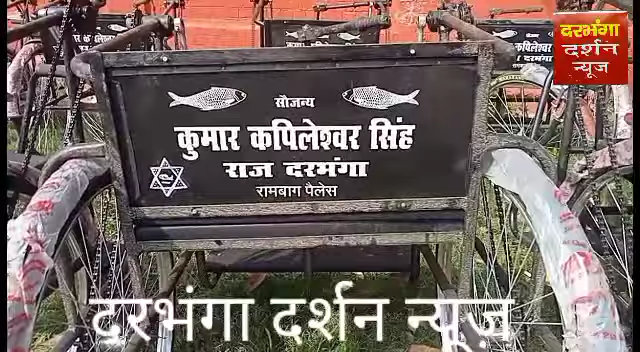 दरभंगा
दर्शन
न्यूज
सौजन्य
कुमार कपिलेश्वर सिंह
राज दरभंगा
रामबाग पैलेस
दरभंगा दर्शन न्यूज़